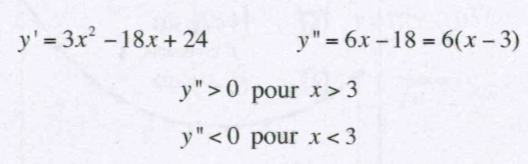 y' = 3x² − 18x + 24 y" = 6x − 18 = 6(x − 3)
y" > 0 pour x > 3
y" < 0 pour x < 3